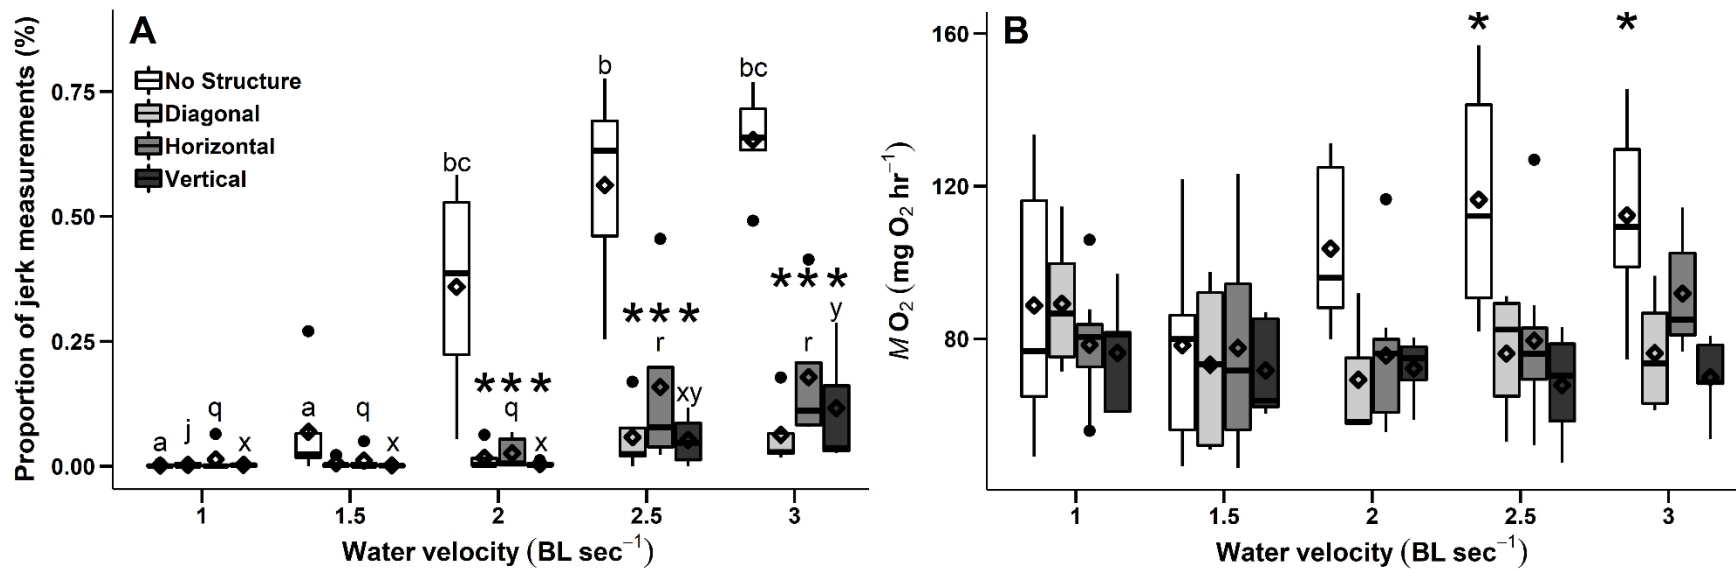 A
Proportion of jerk measurements (%)
0.75
0.50
0.25
0.00
No Structure
Diagonal
Horizontal
Vertical
a
j
q
x
a
q
x
bc
***
q
x
b
***
r
xy
bc
***
r
y
1
1.5
2
2.5
3
Water velocity (BL sec⁻¹)
B
M O₂ (mg O₂ hr⁻¹)
160
120
80
*
*
1
1.5
2
2.5
3
Water velocity (BL sec⁻¹)